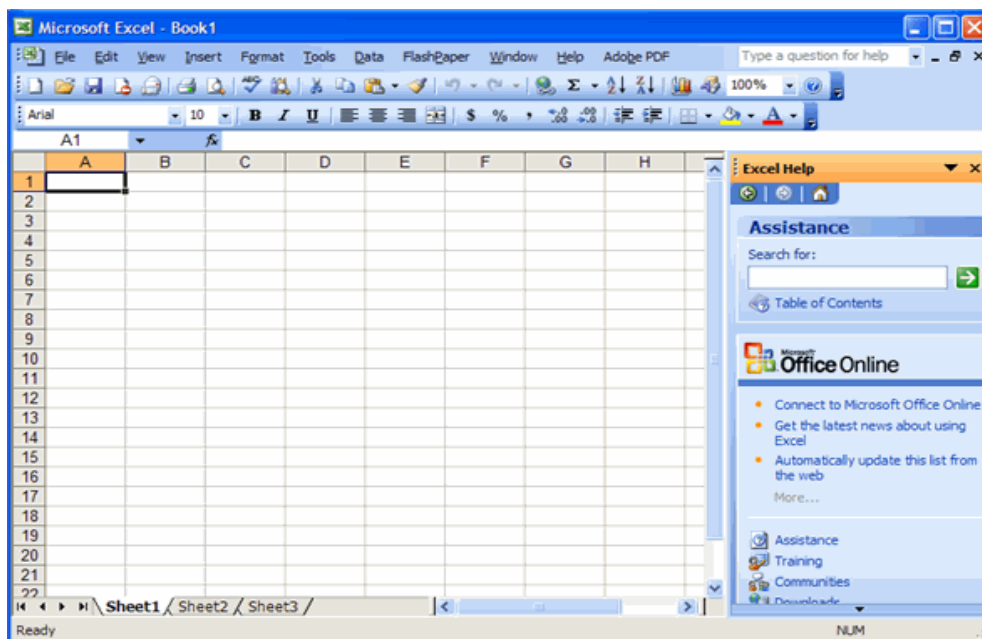 Microsoft Excel - Book1
File Edit View Insert Format Tools Data FlashPaper Window Help Adobe PDF Type a question for help
100%
Arial 10 B I U $ % ,
A1 fx
A B C D E F G H
Excel Help
1
2
3
4
5
6
7
8
9
10
11
12
13
14
15
16
17
18
19
20
21
22
Assistance
Search for:
Table of Contents
Microsoft
Office Online
Connect to Microsoft Office Online
Get the latest news about using
Excel
Automatically update this list from
the web
More...
Assistance
Training
Communities
Downloads
Sheet1 / Sheet2 / Sheet3 /
Ready NUM